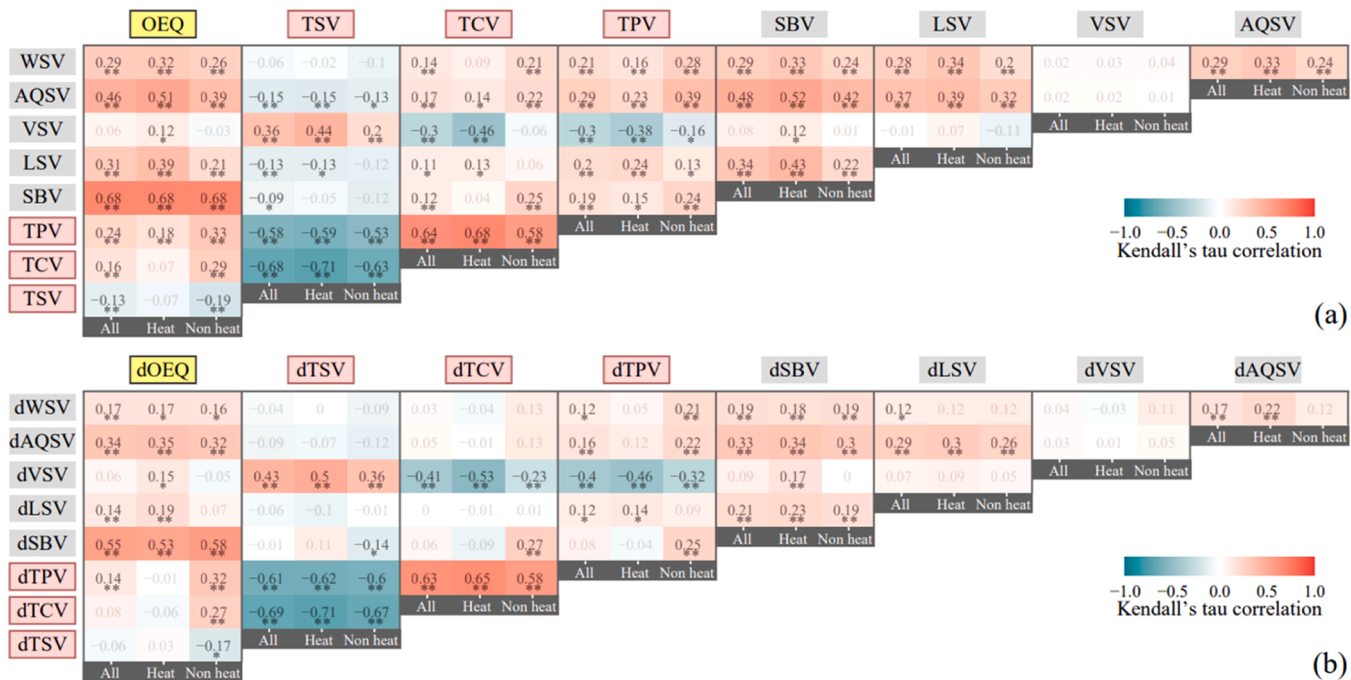 OEQ TSV TCV TPV SBV LSV VSV AQSV
WSV 0.29 ** 0.32 ** 0.26 ** −0.06 −0.02 −0.1 0.14 ** 0.09 0.21 ** 0.21 ** 0.16 ** 0.28 ** 0.29 ** 0.33 ** 0.24 ** 0.28 ** 0.34 ** 0.2 ** 0.02 0.03 0.04 0.29 ** 0.33 ** 0.24 **
AQSV 0.46 ** 0.51 ** 0.39 ** −0.15 ** −0.15 ** −0.13 * 0.17 ** 0.14 * 0.22 ** 0.29 ** 0.23 ** 0.39 ** 0.48 ** 0.52 ** 0.42 ** 0.37 ** 0.39 ** 0.32 ** 0.02 0.02 0.01 All Heat Non heat
VSV 0.06 0.12 * −0.03 0.36 ** 0.44 ** 0.2 ** −0.3 ** −0.46 ** −0.06 −0.3 ** −0.38 ** −0.16 * 0.08 0.12 * 0.01 −0.01 0.07 −0.11 All Heat Non heat
LSV 0.31 ** 0.39 ** 0.21 ** −0.13 ** −0.13 * −0.12 0.11 * 0.13 * 0.06 0.2 ** 0.24 ** 0.13 * 0.34 ** 0.43 ** 0.22 ** All Heat Non heat
SBV 0.68 ** 0.68 ** 0.68 ** −0.09 * −0.05 −0.12 0.12 ** 0.04 0.25 ** 0.19 ** 0.15 * 0.24 ** All Heat Non heat
TPV 0.24 ** 0.18 ** 0.33 ** −0.58 ** −0.59 ** −0.53 ** 0.64 ** 0.68 ** 0.58 ** All Heat Non heat
TCV 0.16 ** 0.07 0.29 ** −0.68 ** −0.71 ** −0.63 ** All Heat Non heat
TSV −0.13 ** −0.07 −0.19 ** All Heat Non heat
All Heat Non heat
−1.0 −0.5 0.0 0.5 1.0
Kendall's tau correlation
(a)
dOEQ dTSV dTCV dTPV dSBV dLSV dVSV dAQSV
dWSV 0.17 ** 0.17 ** 0.16 * −0.04 0 −0.09 0.03 −0.04 0.13 0.12 * 0.05 0.21 ** 0.19 ** 0.18 ** 0.19 ** 0.12 * 0.12 0.12 0.04 −0.03 0.11 0.17 ** 0.22 ** 0.12
dAQSV 0.34 ** 0.35 ** 0.32 ** −0.09 −0.07 −0.12 0.05 −0.01 0.13 0.16 ** 0.12 0.22 ** 0.33 ** 0.34 ** 0.3 ** 0.29 ** 0.3 ** 0.26 ** 0.03 0.01 0.05 All Heat Non heat
dVSV 0.06 0.15 * −0.05 0.43 ** 0.5 ** 0.36 ** −0.41 ** −0.53 ** −0.23 ** −0.4 ** −0.46 ** −0.32 ** 0.09 0.17 ** 0 0.07 0.09 0.05 All Heat Non heat
dLSV 0.14 ** 0.19 ** 0.07 −0.06 −0.1 −0.01 0 −0.01 0.01 0.12 * 0.14 * 0.09 0.21 ** 0.23 ** 0.19 ** All Heat Non heat
dSBV 0.55 ** 0.53 ** 0.58 ** −0.01 0.11 −0.14 * 0.06 −0.09 0.27 ** 0.08 −0.04 0.25 ** All Heat Non heat
dTPV 0.14 ** −0.01 0.32 ** −0.61 ** −0.62 ** −0.6 ** 0.63 ** 0.65 ** 0.58 ** All Heat Non heat
dTCV 0.08 −0.06 0.27 ** −0.69 ** −0.71 ** −0.67 ** All Heat Non heat
dTSV −0.06 0.03 −0.17 * All Heat Non heat
All Heat Non heat
−1.0 −0.5 0.0 0.5 1.0
Kendall's tau correlation
(b)